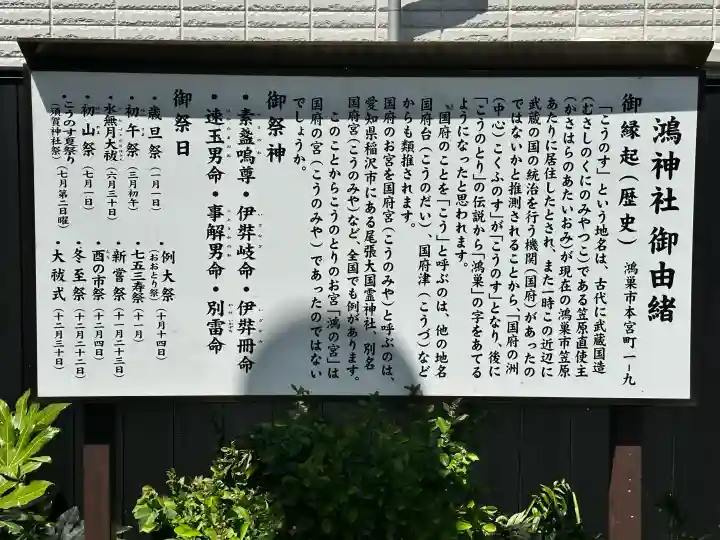 鴻神社御由緒
御縁起(歴史) 鴻巣市本宮町一−九
「こうのす」という地名は、古代に武蔵国造
(むさしのくにのみやつこ)である笠原直使主
(かさはらのあたいおみ)が現在の鴻巣市笠原
あたりに居住したとされ、また一時この近辺に
武蔵の国の統治を行う機関(国府)があったの
ではないかと推測されることから「国府の洲
(中心)こくふのす」が「こうのす」となり、後に
「こうのとり」の伝説から「鴻巣」の字をあてる
ようになったと思われます。
国府のことを「こう」と呼ぶのは、他の地名
国府台(こうのだい)、国府津(こうづ)など
からも類推されます。
国府のお宮を国府宮(こうのみや)と呼ぶのは、
愛知県稲沢市にある尾張大国霊神社、別名
国府宮(こうのみや)など、全国でも例があります。
このことからこうのとりのお宮「鴻の宮」は
国府の宮(こうのみや)であったのではない
でしょうか。
御祭神
・素盞嗚尊・伊弉岐命・伊弉冊命
・速玉男命・事解男命・別雷命
御祭日
・歳旦祭(一月一日)
・初午祭(三月初午)
・水無月大祓(六月三十日)
・初山祭(七月一日)
・こうのす夏祭り
(須賀神社祭)(七月第二日曜)
・例大祭
(おおとり祭)(十月十四日)
・七五三寿祭(十一月)
・新嘗祭(十一月二十三日)
・酉の市祭(十二月四日)
・冬至祭(十二月二十二日)
・大祓式(十二月三十日)